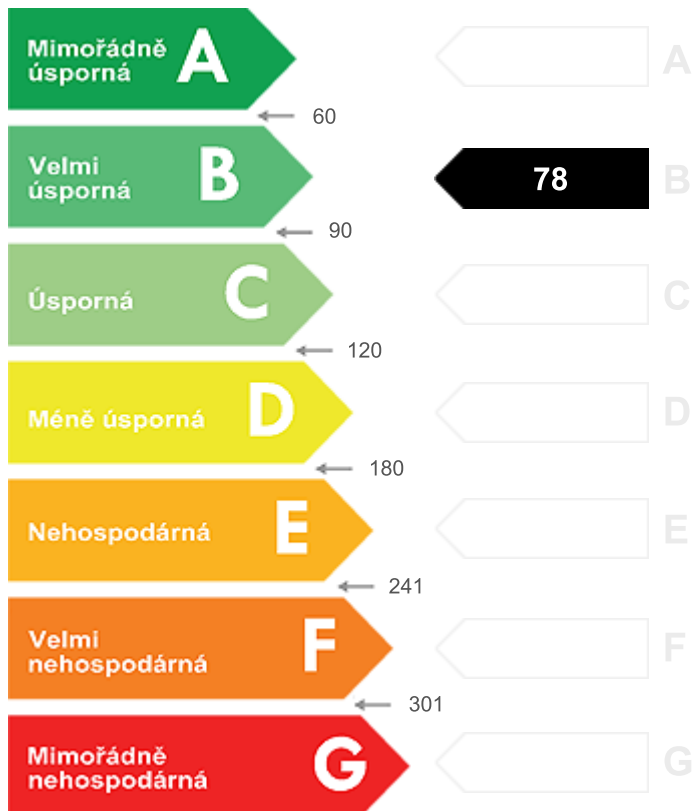 Mimořádně
úsporná
A
A
60
Velmi
úsporná
B
78
B
90
Úsporná
C
C
120
Méně úsporná
D
D
180
Nehospodárná
E
E
241
Velmi
nehospodárná
F
F
301
Mimořádně
nehospodárná
G
G